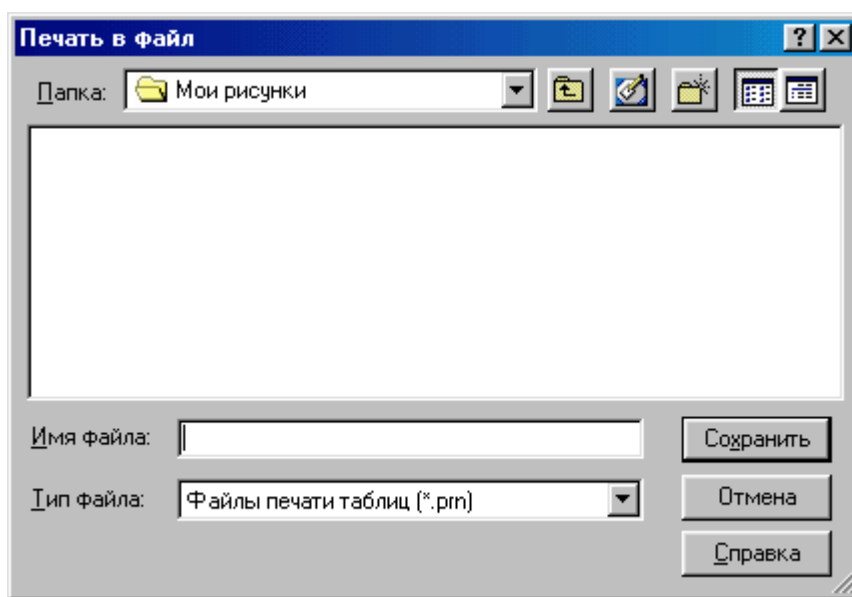 Печать в файл
Папка: Мои рисунки
Имя файла: Сохранить
Тип файла: Файлы печати таблиц (*.prn) Отмена
Справка